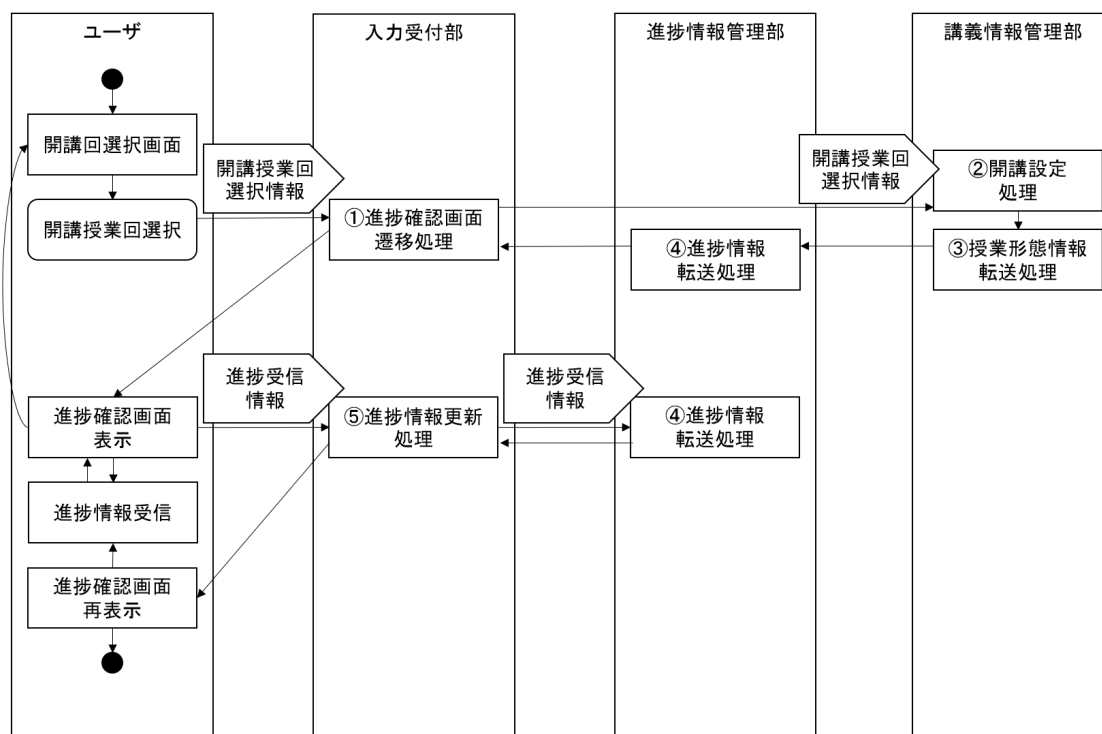 ユーザ
入力受付部
進捗情報管理部
講義情報管理部
開講回選択画面
開講授業回
選択情報
開講授業回
選択情報
②開講設定
処理
開講授業回選択
①進捗確認画面
遷移処理
④進捗情報
転送処理
③授業形態情報
転送処理
進捗受信
情報
進捗受信
情報
進捗確認画面
表示
⑤進捗情報更新
処理
④進捗情報
転送処理
進捗情報受信
進捗確認画面
再表示